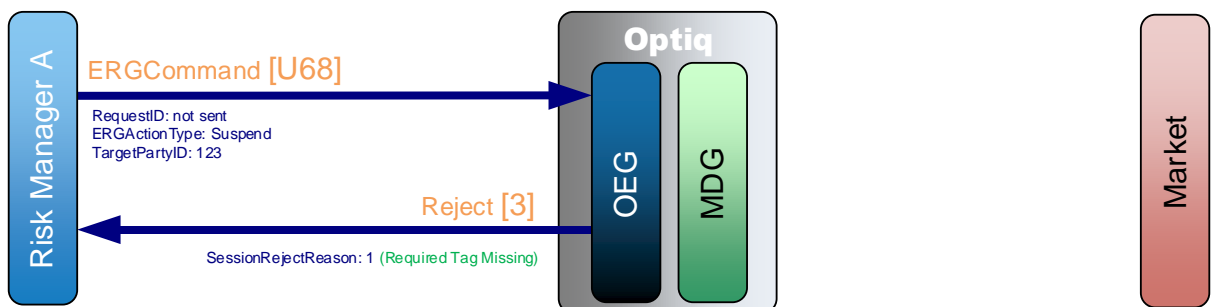 Risk Manager A
Optiq
ERGCommand [U68]
RequestID: not sent
ERGActionType: Suspend
TargetPartyID: 123
OEG
MDG
Market
Reject [3]
SessionRejectReason: 1 (Required Tag Missing)